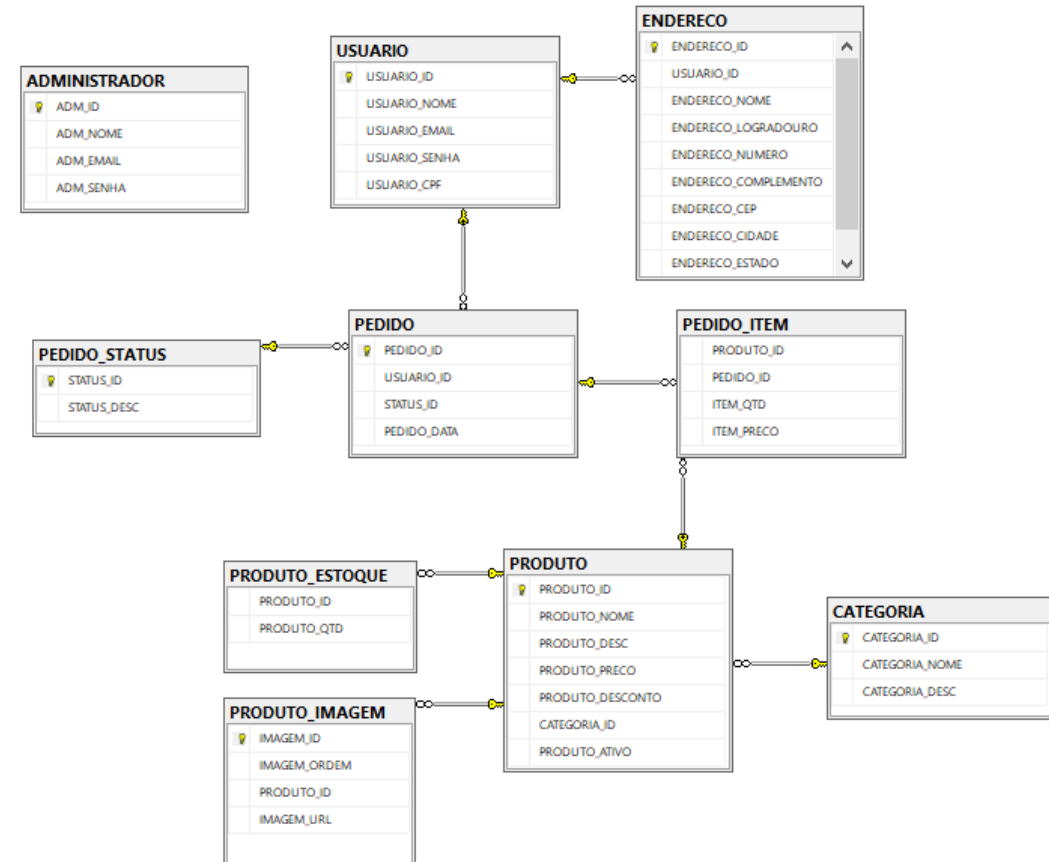 ADMINISTRADOR
ADM_ID
ADM_NOME
ADM_EMAIL
ADM_SENHA
USUARIO
USUARIO_ID
USUARIO_NOME
USUARIO_EMAIL
USUARIO_SENHA
USUARIO_CPF
ENDERECO
ENDERECO_ID
USUARIO_ID
ENDERECO_NOME
ENDERECO_LOGRADOURO
ENDERECO_NUMERO
ENDERECO_COMPLEMENTO
ENDERECO_CEP
ENDERECO_CIDADE
ENDERECO_ESTADO
PEDIDO_STATUS
STATUS_ID
STATUS_DESC
PEDIDO
PEDIDO_ID
USUARIO_ID
STATUS_ID
PEDIDO_DATA
PEDIDO_ITEM
PRODUTO_ID
PEDIDO_ID
ITEM_QTD
ITEM_PRECO
PRODUTO_ESTOQUE
PRODUTO_ID
PRODUTO_QTD
PRODUTO
PRODUTO_ID
PRODUTO_NOME
PRODUTO_DESC
PRODUTO_PRECO
PRODUTO_DESCONTO
CATEGORIA_ID
PRODUTO_ATIVO
CATEGORIA
CATEGORIA_ID
CATEGORIA_NOME
CATEGORIA_DESC
PRODUTO_IMAGEM
IMAGEM_ID
IMAGEM_ORDEM
PRODUTO_ID
IMAGEM_URL